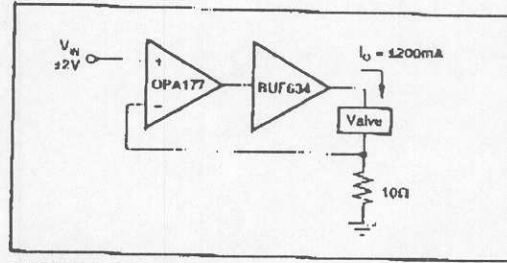 V_IN
±2V
+
OPA177
−
BUF634
I_O = ±200mA
Valve
10Ω